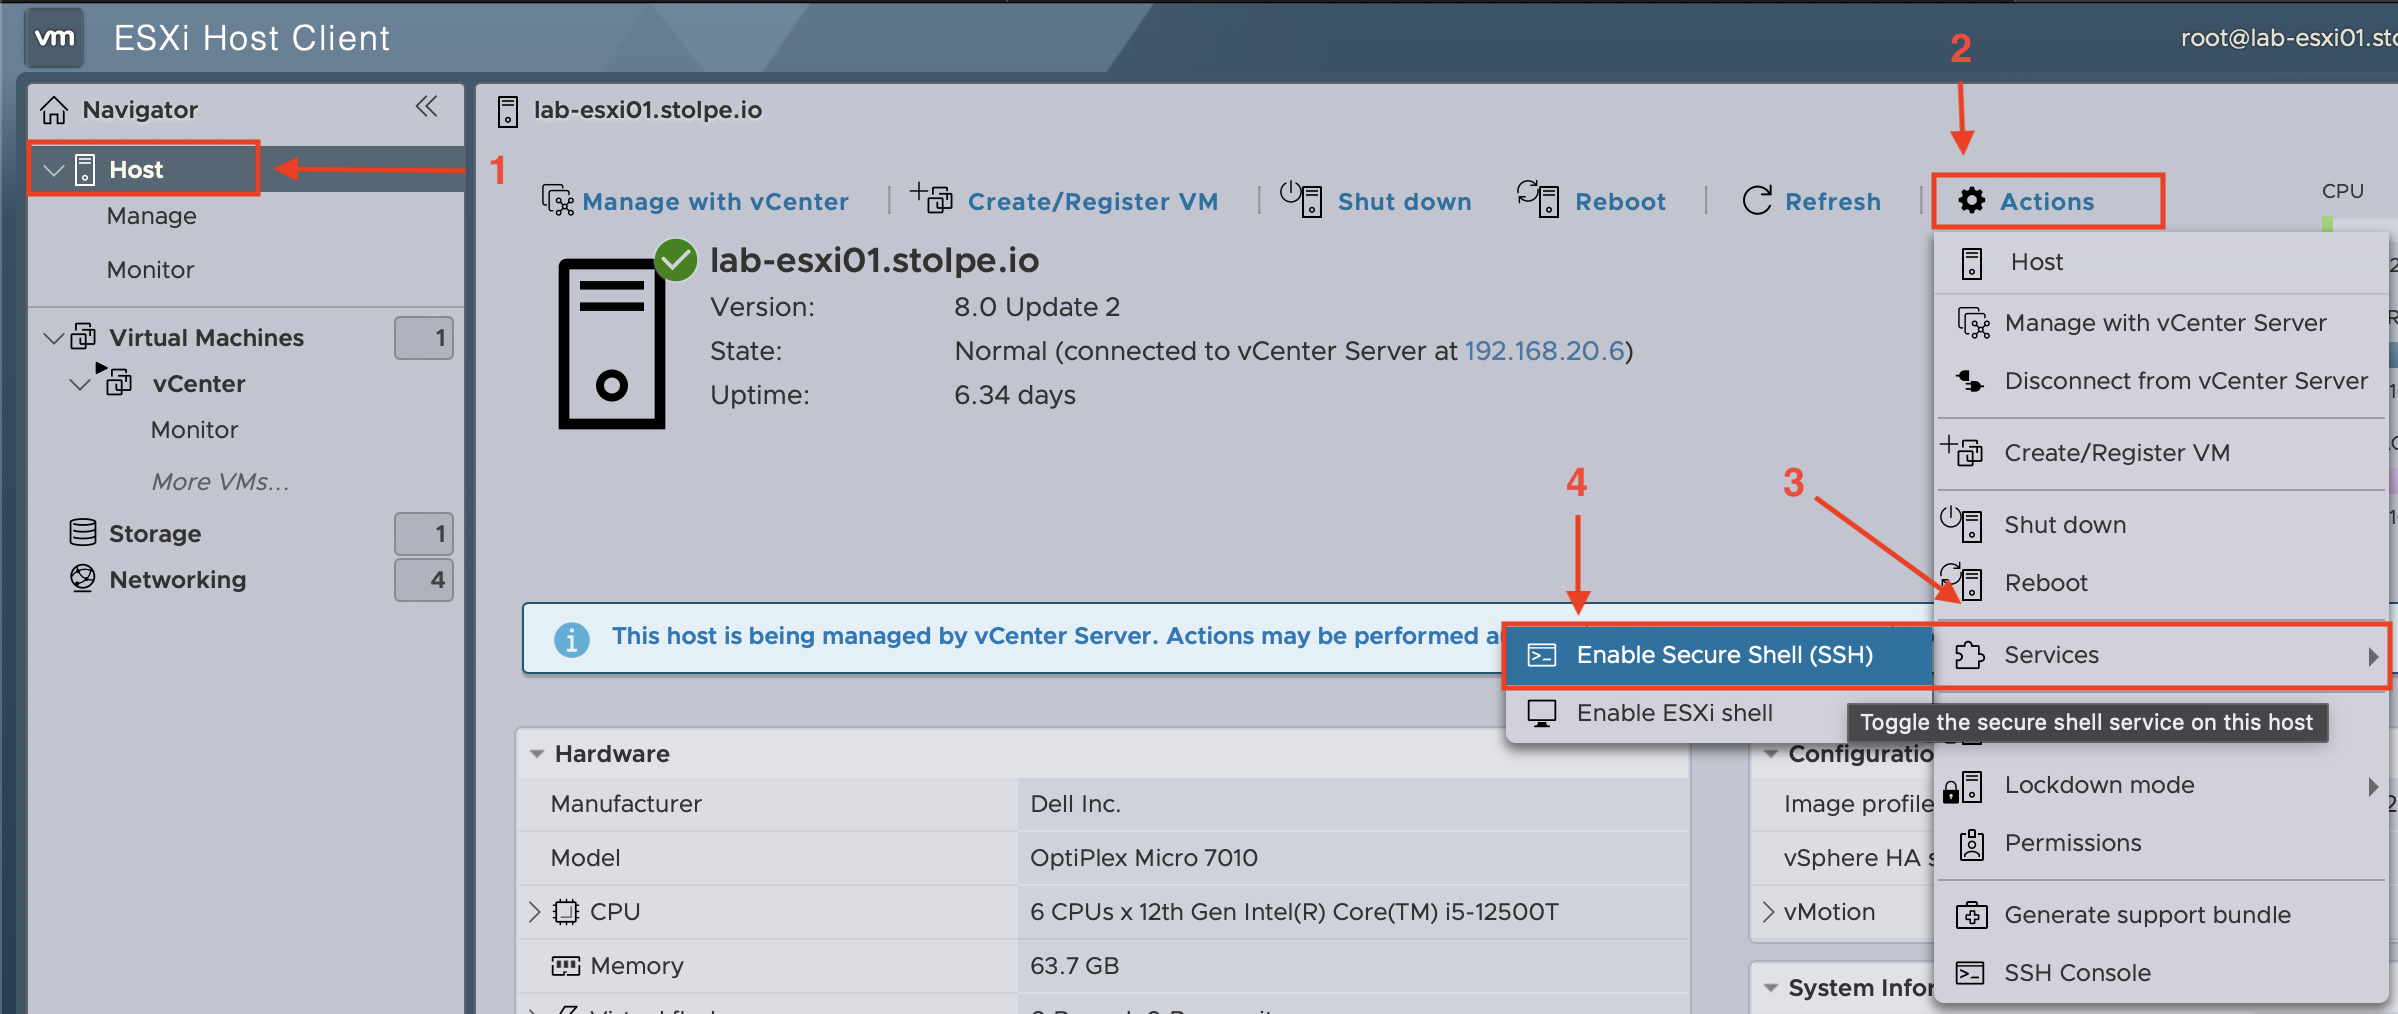 vm ESXi Host Client
root@lab-esxi01.sto
2
Navigator
Host
1
Manage
Monitor
Virtual Machines 1
vCenter
Monitor
More VMs...
Storage 1
Networking 4
lab-esxi01.stolpe.io
Manage with vCenter | Create/Register VM | Shut down Reboot | Refresh | Actions
CPU
lab-esxi01.stolpe.io
Version: 8.0 Update 2
State: Normal (connected to vCenter Server at 192.168.20.6)
Uptime: 6.34 days
4
3
This host is being managed by vCenter Server. Actions may be performed
Hardware
Manufacturer Dell Inc.
Model OptiPlex Micro 7010
CPU 6 CPUs x 12th Gen Intel(R) Core(TM) i5-12500T
Memory 63.7 GB
Configuratio
Image profile
vSphere HA
vMotion
System Infor
Host
Manage with vCenter Server
Disconnect from vCenter Server
Create/Register VM
Shut down
Reboot
Services
Enable Secure Shell (SSH)
Enable ESXi shell
Toggle the secure shell service on this host
Lockdown mode
Permissions
Generate support bundle
SSH Console